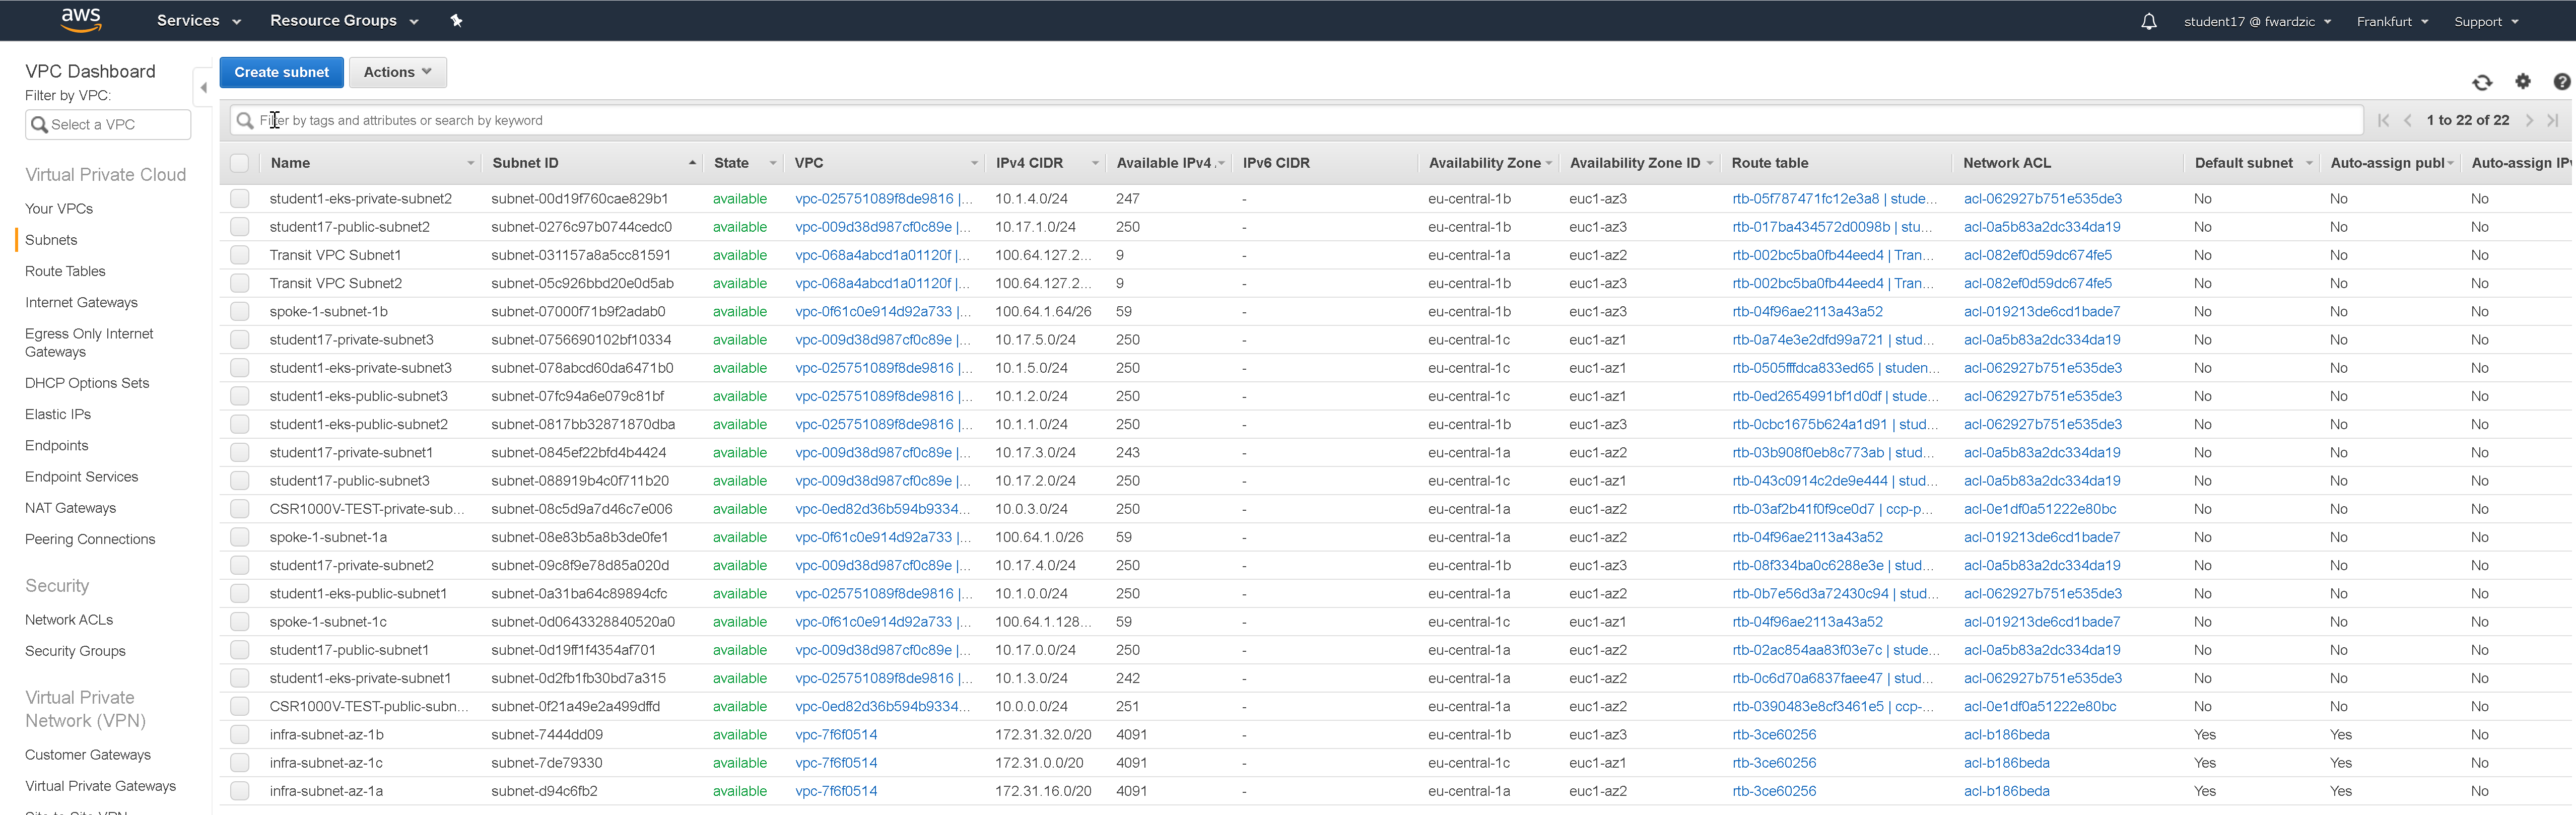 aws Services Resource Groups student17 @ fwardzic Frankfurt Support
VPC Dashboard
Filter by VPC:
Select a VPC
Virtual Private Cloud
Your VPCs
Subnets
Route Tables
Internet Gateways
Egress Only Internet
Gateways
DHCP Options Sets
Elastic IPs
Endpoints
Endpoint Services
NAT Gateways
Peering Connections
Security
Network ACLs
Security Groups
Virtual Private
Network (VPN)
Customer Gateways
Virtual Private Gateways
Site-to-Site VPN
Create subnet Actions
Filter by tags and attributes or search by keyword 1 to 22 of 22
Name Subnet ID State VPC IPv4 CIDR Available IPv4 . IPv6 CIDR Availability Zone Availability Zone ID Route table Network ACL Default subnet Auto-assign publ Auto-assign IPv
student1-eks-private-subnet2 subnet-00d19f760cae829b1 available vpc-025751089f8de9816 |... 10.1.4.0/24 247 - eu-central-1b euc1-az3 rtb-05f787471fc12e3a8 | stude... acl-062927b751e535de3 No No No
student17-public-subnet2 subnet-0276c97b0744cedc0 available vpc-009d38d987cf0c89e |... 10.17.1.0/24 250 - eu-central-1b euc1-az3 rtb-017ba434572d0098b | stu... acl-0a5b83a2dc334da19 No No No
Transit VPC Subnet1 subnet-031157a8a5cc81591 available vpc-068a4abcd1a01120f |... 100.64.127.2... 9 - eu-central-1a euc1-az2 rtb-002bc5ba0fb44eed4 | Tran... acl-082ef0d59dc674fe5 No No No
Transit VPC Subnet2 subnet-05c926bbd20e0d5ab available vpc-068a4abcd1a01120f |... 100.64.127.2... 9 - eu-central-1b euc1-az3 rtb-002bc5ba0fb44eed4 | Tran... acl-082ef0d59dc674fe5 No No No
spoke-1-subnet-1b subnet-07000f71b9f2adab0 available vpc-0f61c0e914d92a733 |... 100.64.1.64/26 59 - eu-central-1b euc1-az3 rtb-04f96ae2113a43a52 acl-019213de6cd1bade7 No No No
student17-private-subnet3 subnet-0756690102bf10334 available vpc-009d38d987cf0c89e |... 10.17.5.0/24 250 - eu-central-1c euc1-az1 rtb-0a74e3e2dfd99a721 | stud... acl-0a5b83a2dc334da19 No No No
student1-eks-private-subnet3 subnet-078abcd60da6471b0 available vpc-025751089f8de9816 |... 10.1.5.0/24 250 - eu-central-1c euc1-az1 rtb-0505fffdca833ed65 | studen... acl-062927b751e535de3 No No No
student1-eks-public-subnet3 subnet-07fc94a6e079c81bf available vpc-025751089f8de9816 |... 10.1.2.0/24 250 - eu-central-1c euc1-az1 rtb-0ed2654991bf1d0df | stude... acl-062927b751e535de3 No No No
student1-eks-public-subnet2 subnet-0817bb32871870dba available vpc-025751089f8de9816 |... 10.1.1.0/24 250 - eu-central-1b euc1-az3 rtb-0cbc1675b624a1d91 | stud... acl-062927b751e535de3 No No No
student17-private-subnet1 subnet-0845ef22bfd4b4424 available vpc-009d38d987cf0c89e |... 10.17.3.0/24 243 - eu-central-1a euc1-az2 rtb-03b908f0eb8c773ab | stud... acl-0a5b83a2dc334da19 No No No
student17-public-subnet3 subnet-088919b4c0f711b20 available vpc-009d38d987cf0c89e |... 10.17.2.0/24 250 - eu-central-1c euc1-az1 rtb-043c0914c2de9e444 | stud... acl-0a5b83a2dc334da19 No No No
CSR1000V-TEST-private-sub... subnet-08c5d9a7d46c7e006 available vpc-0ed82d36b594b9334... 10.0.3.0/24 250 - eu-central-1a euc1-az2 rtb-03af2b41f0f9ce0d7 | ccp-p... acl-0e1df0a51222e80bc No No No
spoke-1-subnet-1a subnet-08e83b5a8b3de0fe1 available vpc-0f61c0e914d92a733 |... 100.64.1.0/26 59 - eu-central-1a euc1-az2 rtb-04f96ae2113a43a52 acl-019213de6cd1bade7 No No No
student17-private-subnet2 subnet-09c8f9e78d85a020d available vpc-009d38d987cf0c89e |... 10.17.4.0/24 250 - eu-central-1b euc1-az3 rtb-08f334ba0c6288e3e | stud... acl-0a5b83a2dc334da19 No No No
student1-eks-public-subnet1 subnet-0a31ba64c89894cfc available vpc-025751089f8de9816 |... 10.1.0.0/24 250 - eu-central-1a euc1-az2 rtb-0b7e56d3a72430c94 | stud... acl-062927b751e535de3 No No No
spoke-1-subnet-1c subnet-0d0643328840520a0 available vpc-0f61c0e914d92a733 |... 100.64.1.128... 59 - eu-central-1c euc1-az1 rtb-04f96ae2113a43a52 acl-019213de6cd1bade7 No No No
student17-public-subnet1 subnet-0d19ff1f4354af701 available vpc-009d38d987cf0c89e |... 10.17.0.0/24 250 - eu-central-1a euc1-az2 rtb-02ac854aa83f03e7c | stude... acl-0a5b83a2dc334da19 No No No
student1-eks-private-subnet1 subnet-0d2fb1fb30bd7a315 available vpc-025751089f8de9816 |... 10.1.3.0/24 242 - eu-central-1a euc1-az2 rtb-0c6d70a6837faee47 | stud... acl-062927b751e535de3 No No No
CSR1000V-TEST-public-subn... subnet-0f21a49e2a499dffd available vpc-0ed82d36b594b9334... 10.0.0.0/24 251 - eu-central-1a euc1-az2 rtb-0390483e8cf3461e5 | ccp-... acl-0e1df0a51222e80bc No No No
infra-subnet-az-1b subnet-7444dd09 available vpc-7f6f0514 172.31.32.0/20 4091 - eu-central-1b euc1-az3 rtb-3ce60256 acl-b186beda Yes Yes No
infra-subnet-az-1c subnet-7de79330 available vpc-7f6f0514 172.31.0.0/20 4091 - eu-central-1c euc1-az1 rtb-3ce60256 acl-b186beda Yes Yes No
infra-subnet-az-1a subnet-d94c6fb2 available vpc-7f6f0514 172.31.16.0/20 4091 - eu-central-1a euc1-az2 rtb-3ce60256 acl-b186beda Yes Yes No